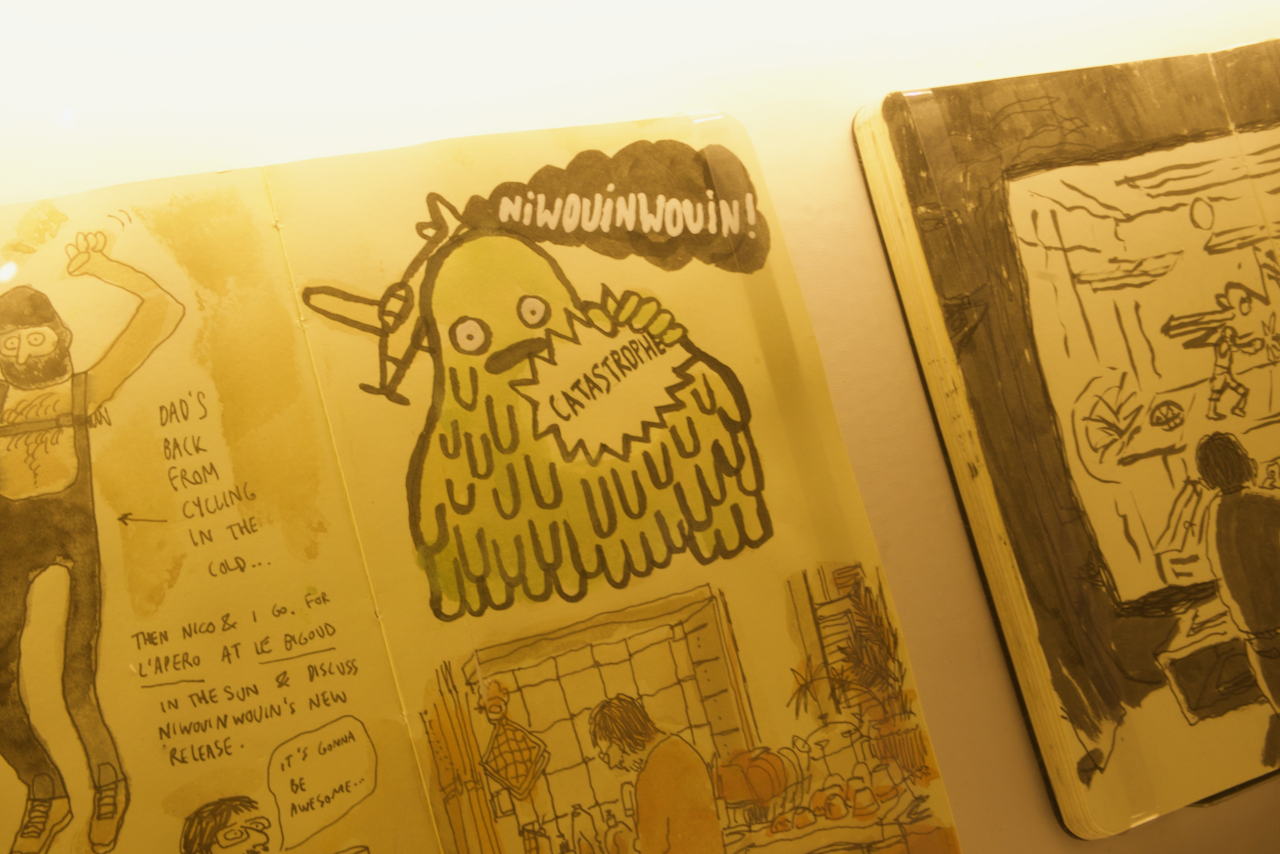 DAD'S
BACK
FROM
CYCLING
IN THE
COLD...
THEN NICO & I GO FOR
L'APERO AT LE BIGOUD
IN THE SUN & DISCUSS
NIWOUINWOUIN'S NEW
RELEASE.
IT'S GONNA
BE
AWESOME...
NiWOUiNWOUiN!
CATASTROPHE